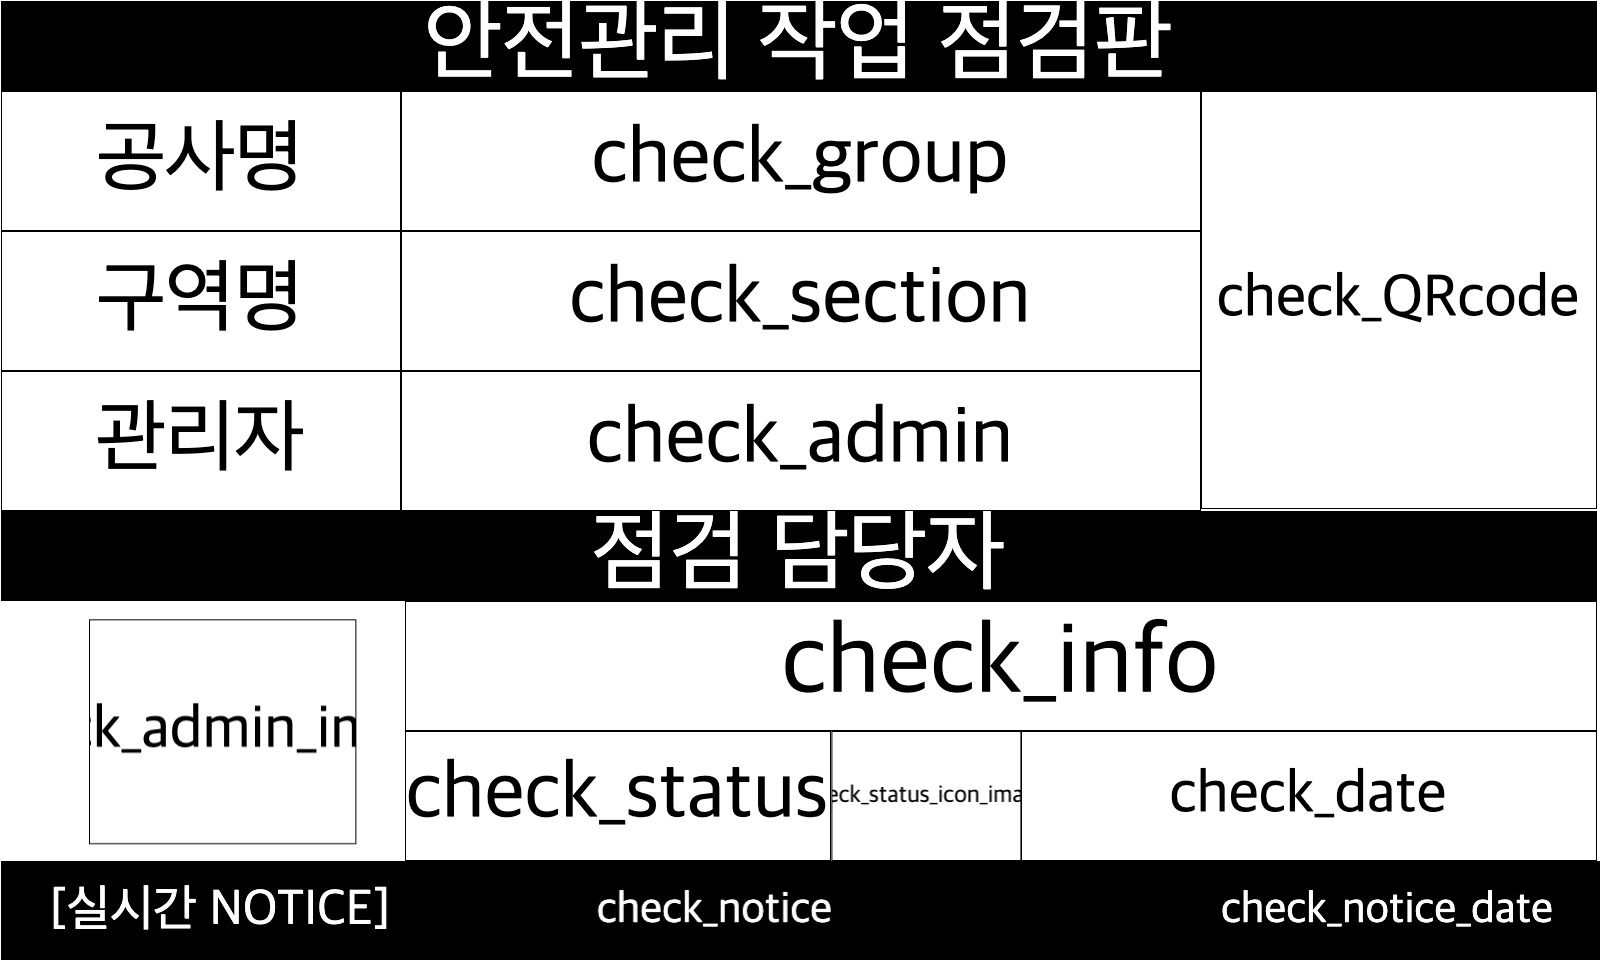 안전관리 작업 점검판
공사명
check_group
구역명
check_section
check_QRcode
관리자
check_admin
점검 담당자
check_info
k_admin_in
check_status
eck_status_icon_ima
check_date
[실시간 NOTICE]
check_notice
check_notice_date